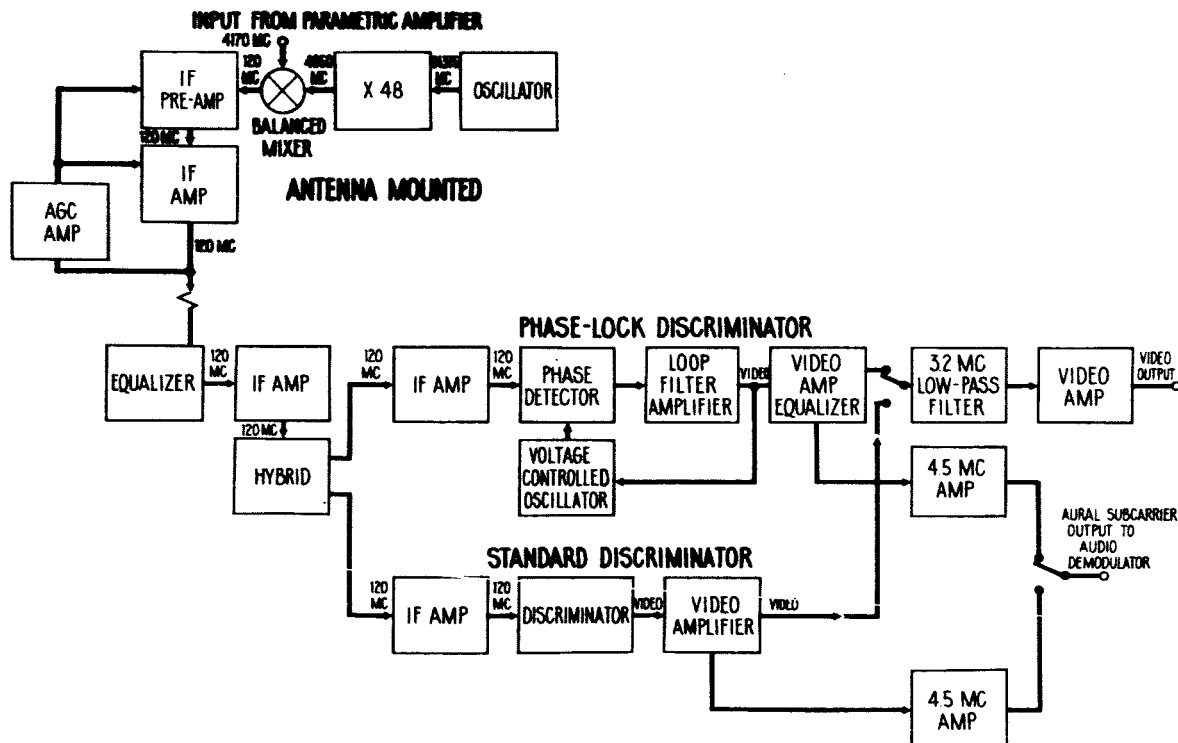 INPUT FROM PARAMETRIC AMPLIFIER
4170 MC
120
MC
IF
PRE-AMP
BALANCED
MIXER
X 48
OSCILLATOR
120 MC
IF
AMP
AGC
AMP
ANTENNA MOUNTED
120 MC
EQUALIZER
120
MC
IF AMP
120 MC
HYBRID
PHASE-LOCK DISCRIMINATOR
120
MC
IF AMP
120
MC
PHASE
DETECTOR
LOOP
FILTER
AMPLIFIER
VIDEO
VIDEO
AMP
EQUALIZER
3.2 MC
LOW-PASS
FILTER
VIDEO
AMP
VIDEO
OUTPUT
VOLTAGE
CONTROLLED
OSCILLATOR
4.5 MC
AMP
AURAL SUBCARRIER
OUTPUT TO
AUDIO
DEMODULATOR
STANDARD DISCRIMINATOR
120
MC
IF AMP
120
MC
DISCRIMINATOR
VIDEO
VIDEO
AMPLIFIER
VIDEO
4.5 MC
AMP